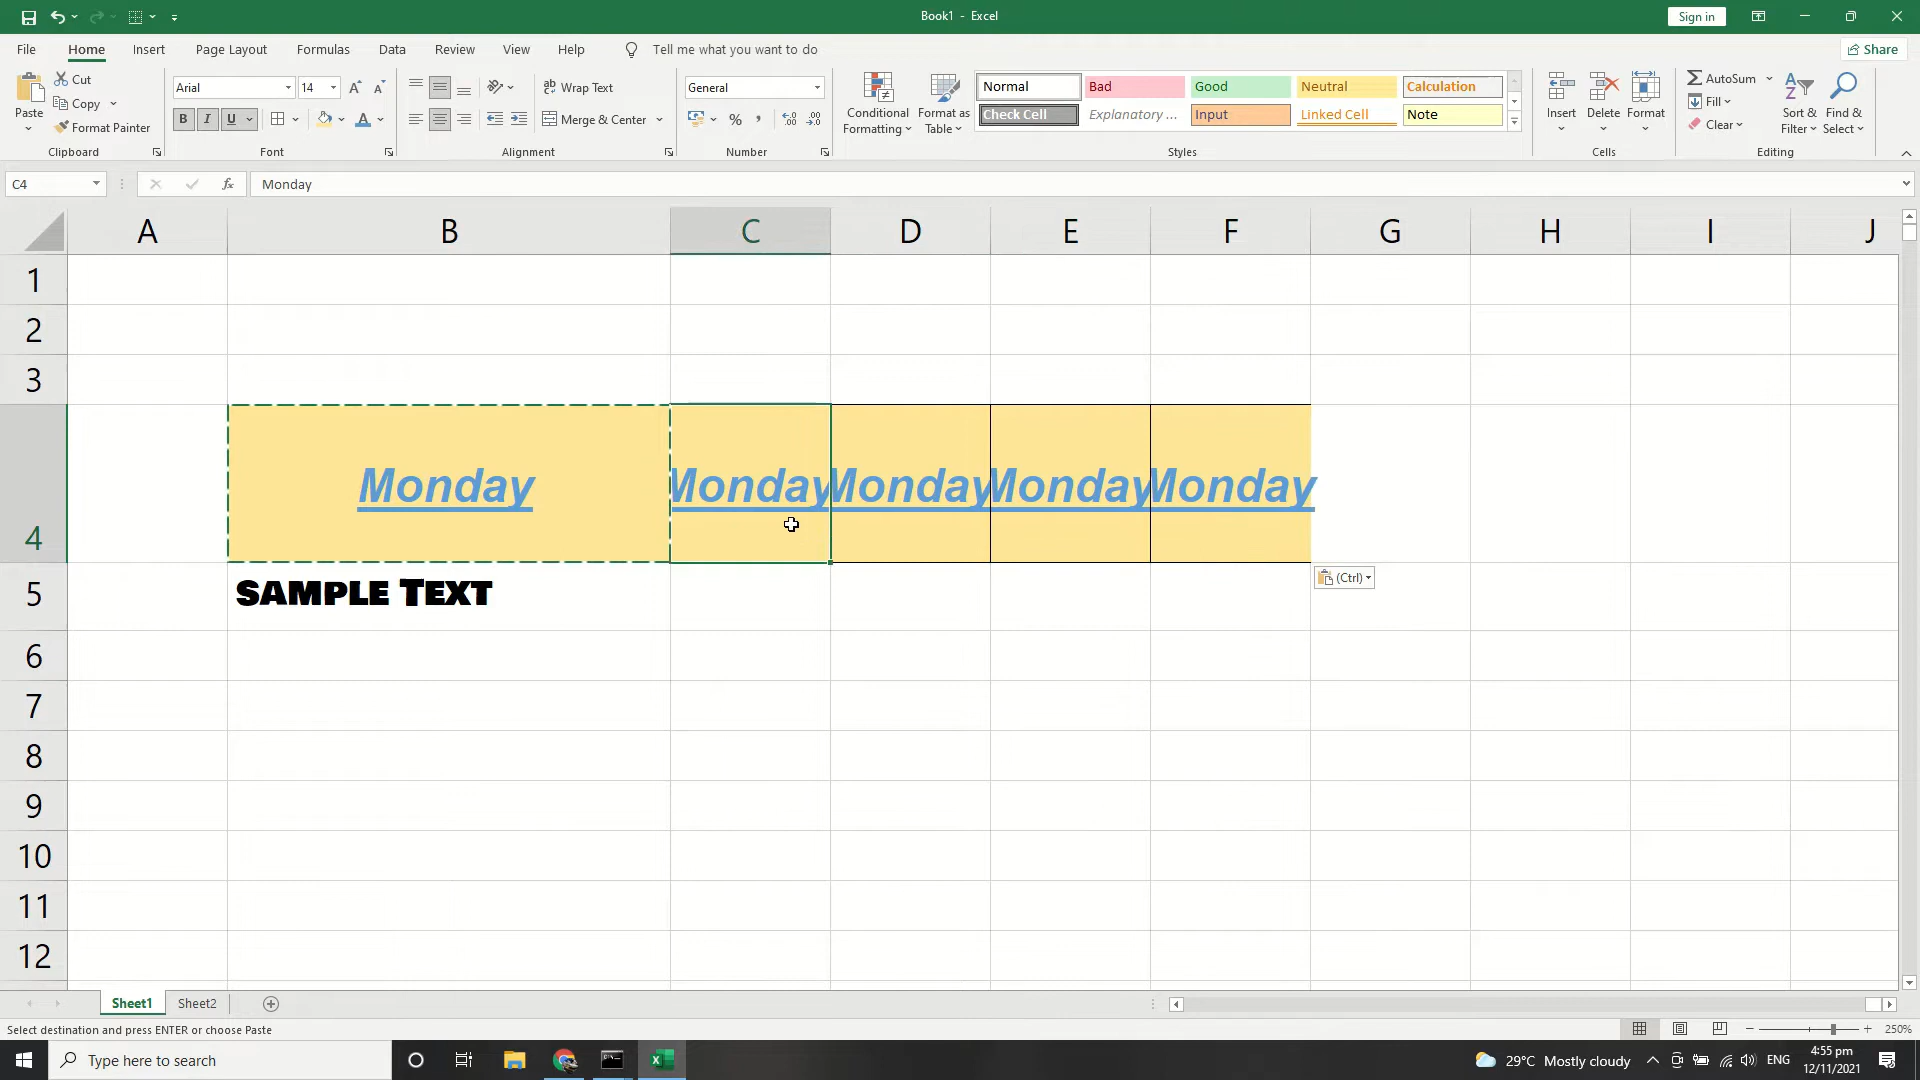 Book1 - Excel
Sign in
File Home Insert Page Layout Formulas Data Review View Help Tell me what you want to do Share
Paste
Cut
Copy
Format Painter
Clipboard
Arial 14
B I U
Font
Wrap Text
Merge & Center
Alignment
General
Number
Conditional Formatting
Format as Table
Normal Bad Good Neutral Calculation
Check Cell Explanatory ... Input Linked Cell Note
Styles
Insert Delete Format
Cells
AutoSum
Fill
Clear
Sort & Filter
Find & Select
Editing
C4 fx Monday
A B C D E F G H I J
1
2
3
4 Monday Monday Monday Monday Monday
(Ctrl)
5 Sample Text
6
7
8
9
10
11
12
Sheet1 Sheet2
Select destination and press ENTER or choose Paste
250%
Type here to search
29°C Mostly cloudy
ENG
4:55 pm
12/11/2021